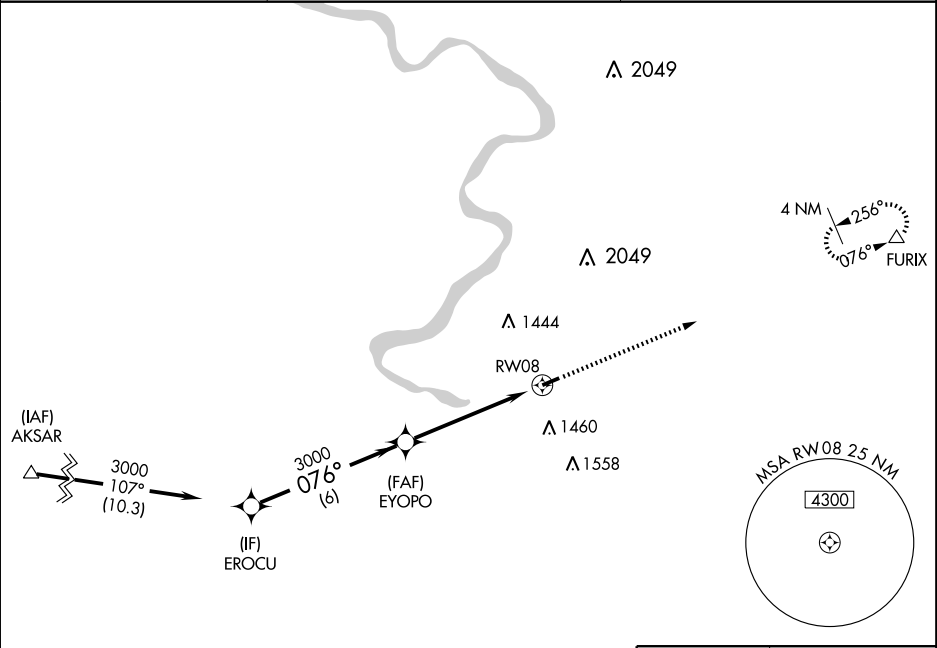 2049
4 NM
256°
076°
FURIX
2049
1444
RW08
(IAF)
AKSAR
3000
107°
(10.3)
3000
076°
(6)
(FAF)
EYOPO
1460
1558
(IF)
EROCU
MSA RW08 25 NM
4300